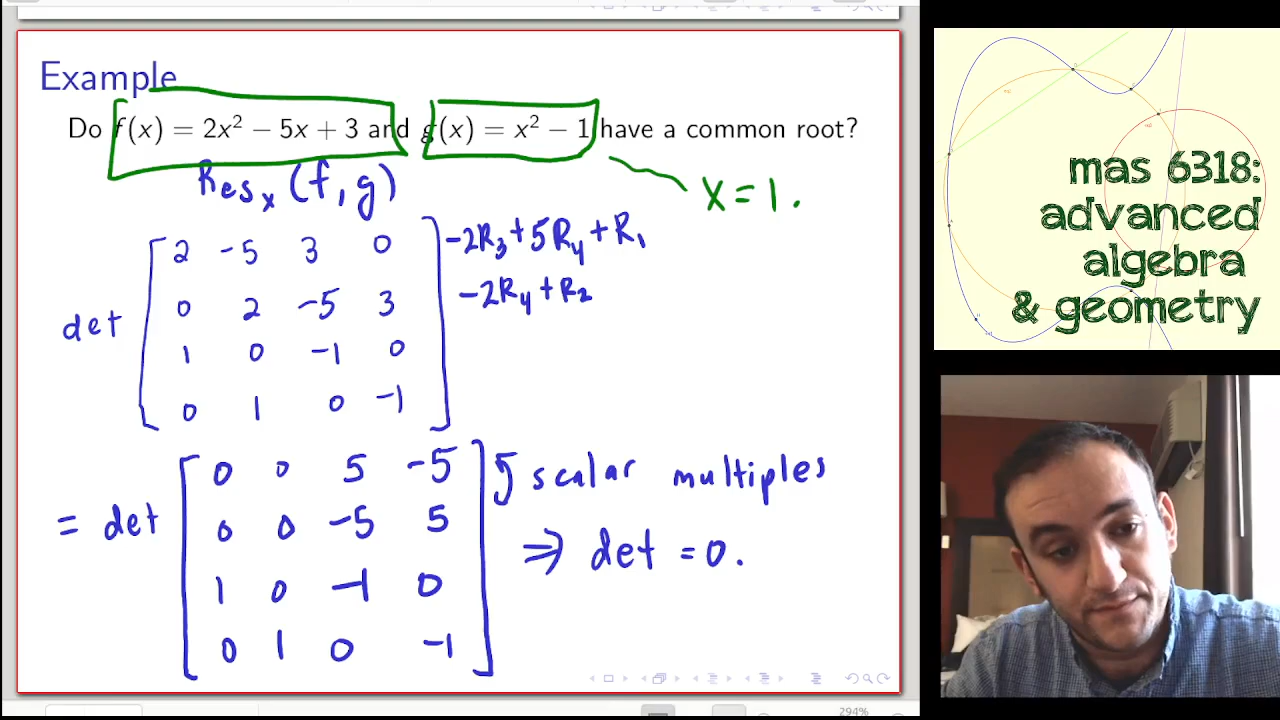 Example
Do f(x) = 2x² − 5x + 3 and g(x) = x² − 1 have a common root?
Resₓ (f, g)
x = 1.
2 -5 3 0 -2R₃ + 5R₄ + R₁
0 2 -5 3 -2R₄ + R₂
det
1 0 -1 0
0 1 0 -1
0 0 5 -5 scalar multiples
= det 0 0 -5 5 ⇒ det = 0.
1 0 -1 0
0 1 0 -1
294%
mas 6318:
advanced
algebra
& geometry